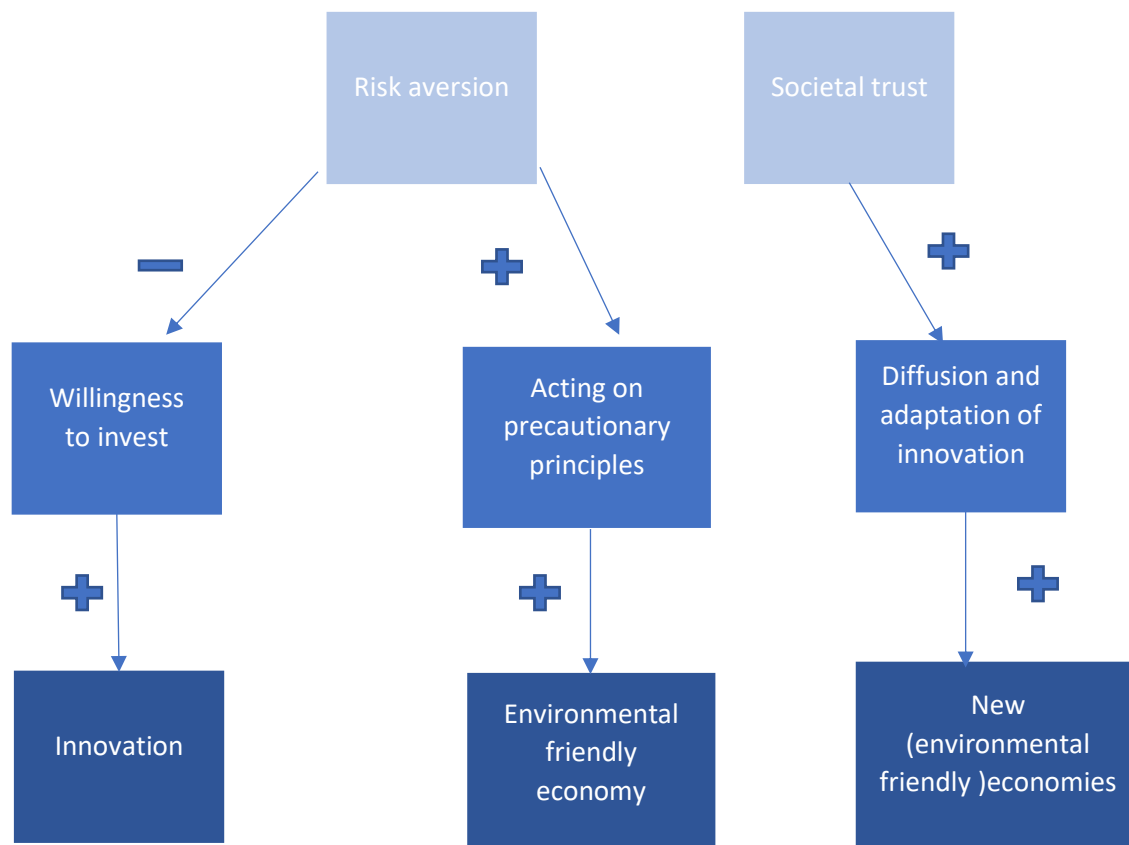 Risk aversion
Societal trust
Willingness
to invest
Acting on
precautionary
principles
Diffusion and
adaptation of
innovation
Innovation
Environmental
friendly
economy
New
(environmental
friendly )economies